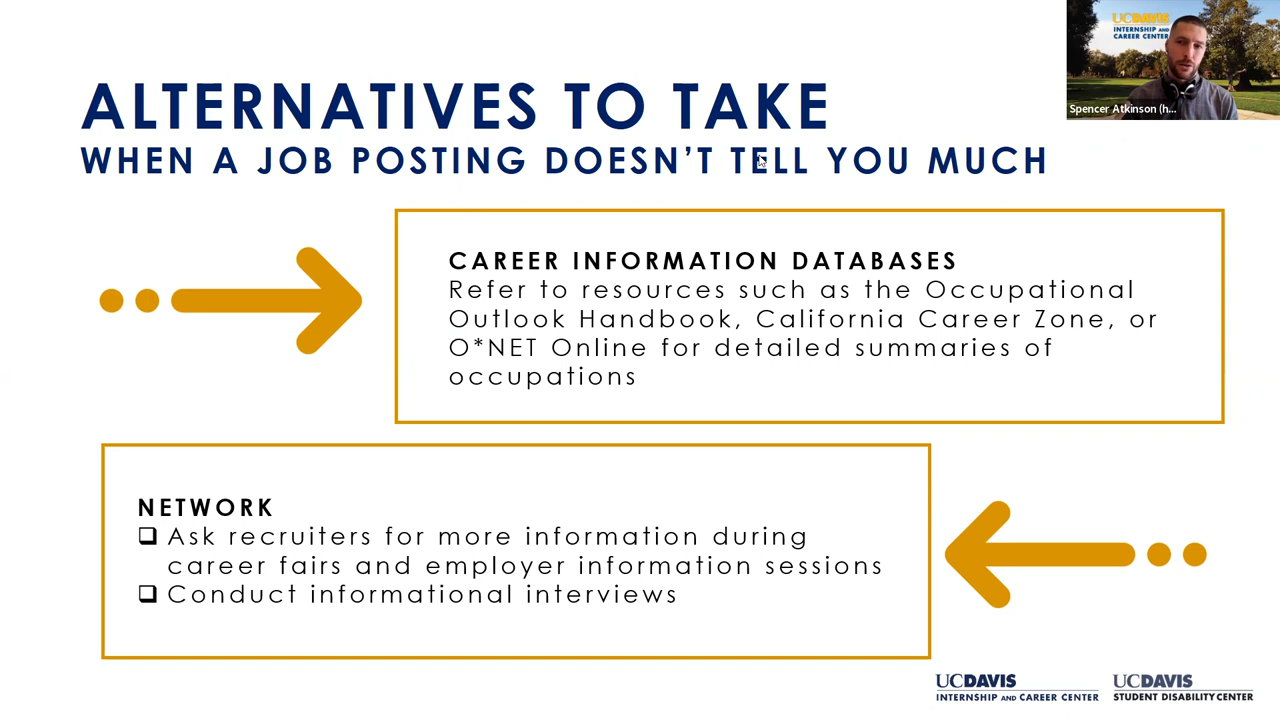 UCDAVIS
INTERNSHIP AND
CAREER CENTER
Spencer Atkinson (h...
ALTERNATIVES TO TAKE
WHEN A JOB POSTING DOESN'T TELL YOU MUCH
CAREER INFORMATION DATABASES
Refer to resources such as the Occupational
Outlook Handbook, California Career Zone, or
O*NET Online for detailed summaries of
occupations
NETWORK
❑ Ask recruiters for more information during
career fairs and employer information sessions
❑ Conduct informational interviews
UCDAVIS
INTERNSHIP AND CAREER CENTER
UCDAVIS
STUDENT DISABILITY CENTER